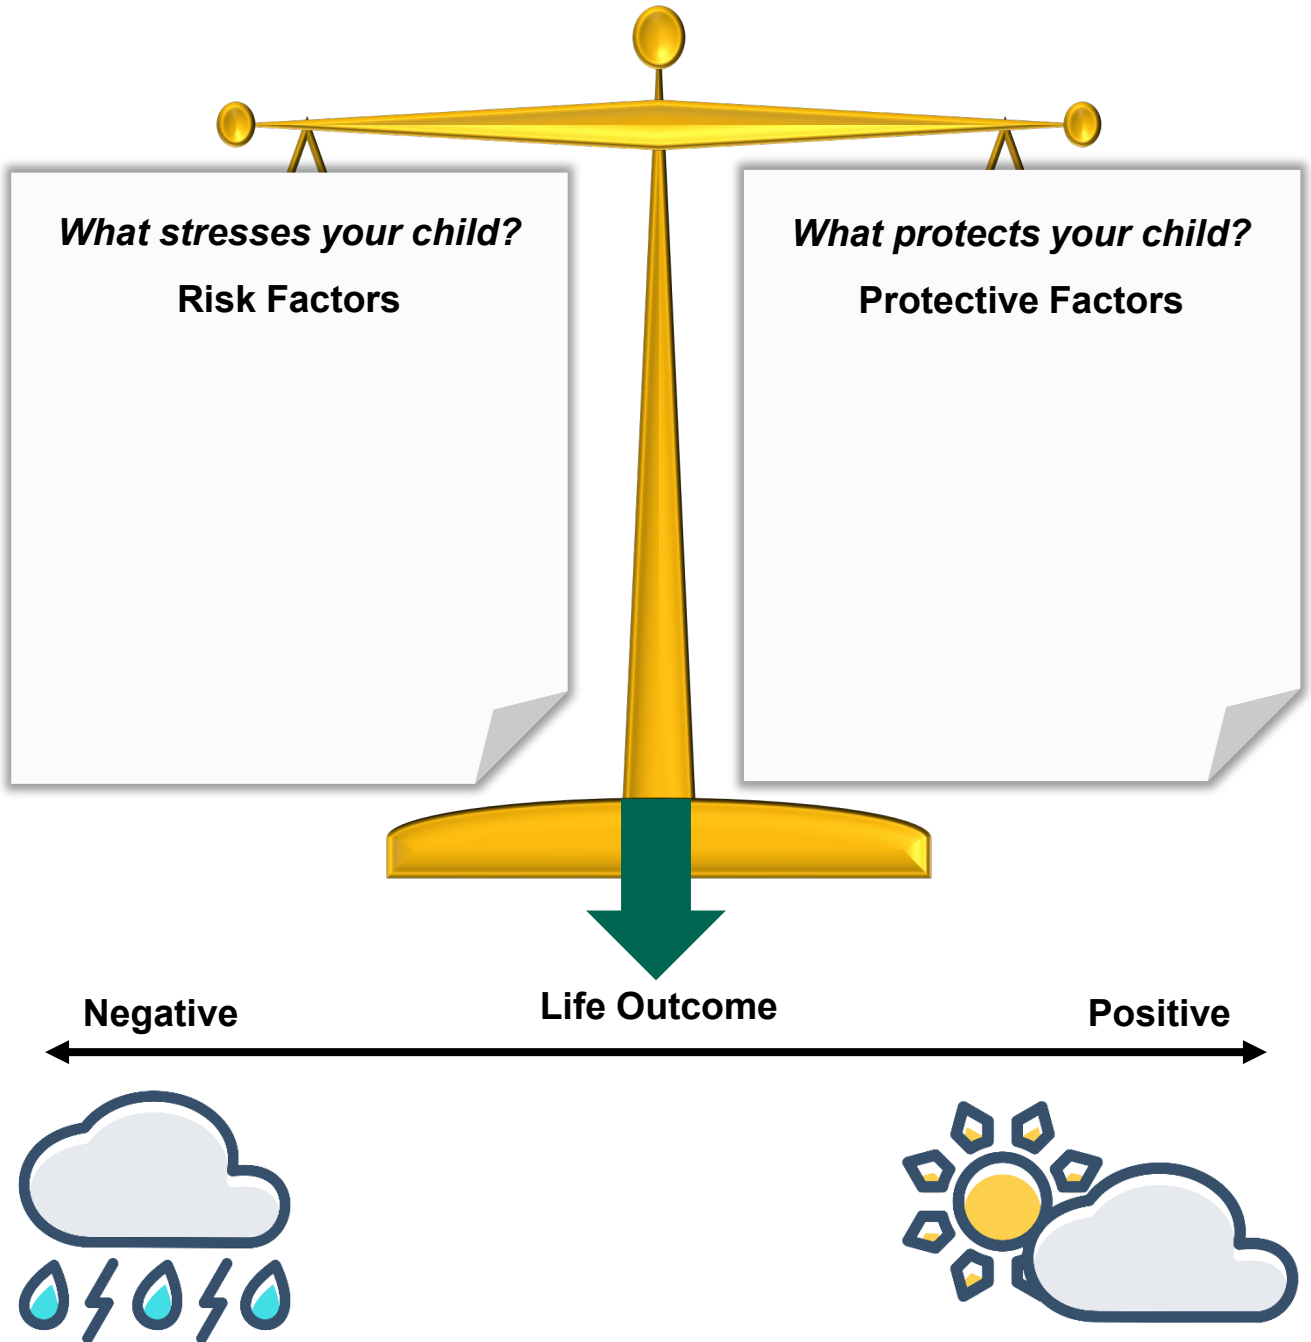 What stresses your child?
Risk Factors
What protects your child?
Protective Factors
Negative
Life Outcome
Positive